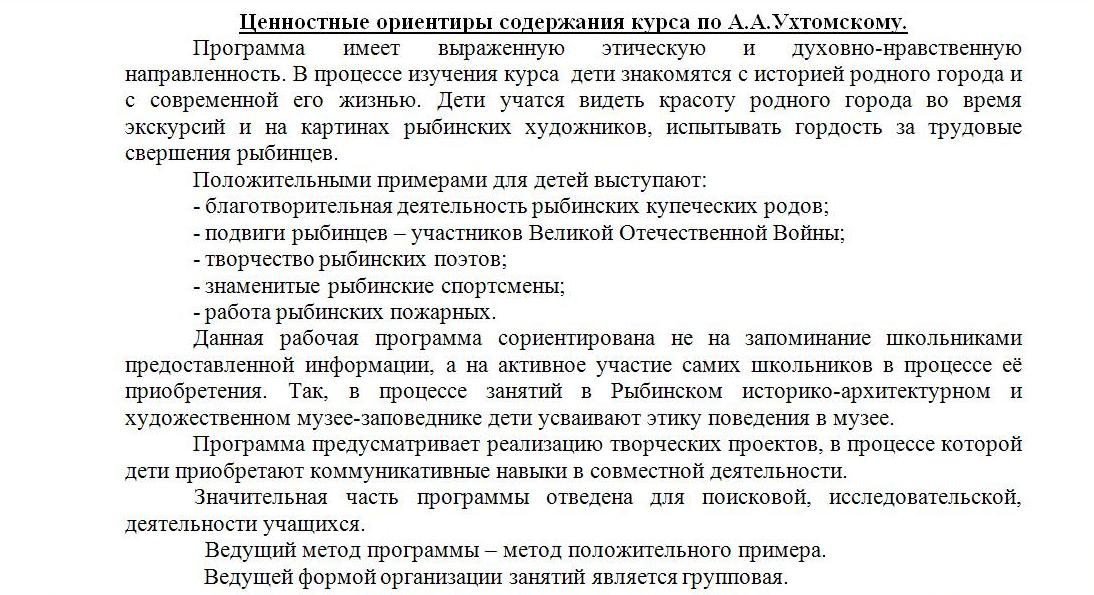 Ценностные ориентиры содержания курса по А.А.Ухтомскому.
Программа имеет выраженную этическую и духовно-нравственную
направленность. В процессе изучения курса дети знакомятся с историей родного города и
с современной его жизнью. Дети учатся видеть красоту родного города во время
экскурсий и на картинах рыбинских художников, испытывать гордость за трудовые
свершения рыбинцев.
Положительными примерами для детей выступают:
- благотворительная деятельность рыбинских купеческих родов;
- подвиги рыбинцев – участников Великой Отечественной Войны;
- творчество рыбинских поэтов;
- знаменитые рыбинские спортсмены;
- работа рыбинских пожарных.
Данная рабочая программа сориентирована не на запоминание школьниками
предоставленной информации, а на активное участие самих школьников в процессе её
приобретения. Так, в процессе занятий в Рыбинском историко-архитектурном и
художественном музее-заповеднике дети усваивают этику поведения в музее.
Программа предусматривает реализацию творческих проектов, в процессе которой
дети приобретают коммуникативные навыки в совместной деятельности.
Значительная часть программы отведена для поисковой, исследовательской,
деятельности учащихся.
Ведущий метод программы – метод положительного примера.
Ведущей формой организации занятий является групповая.